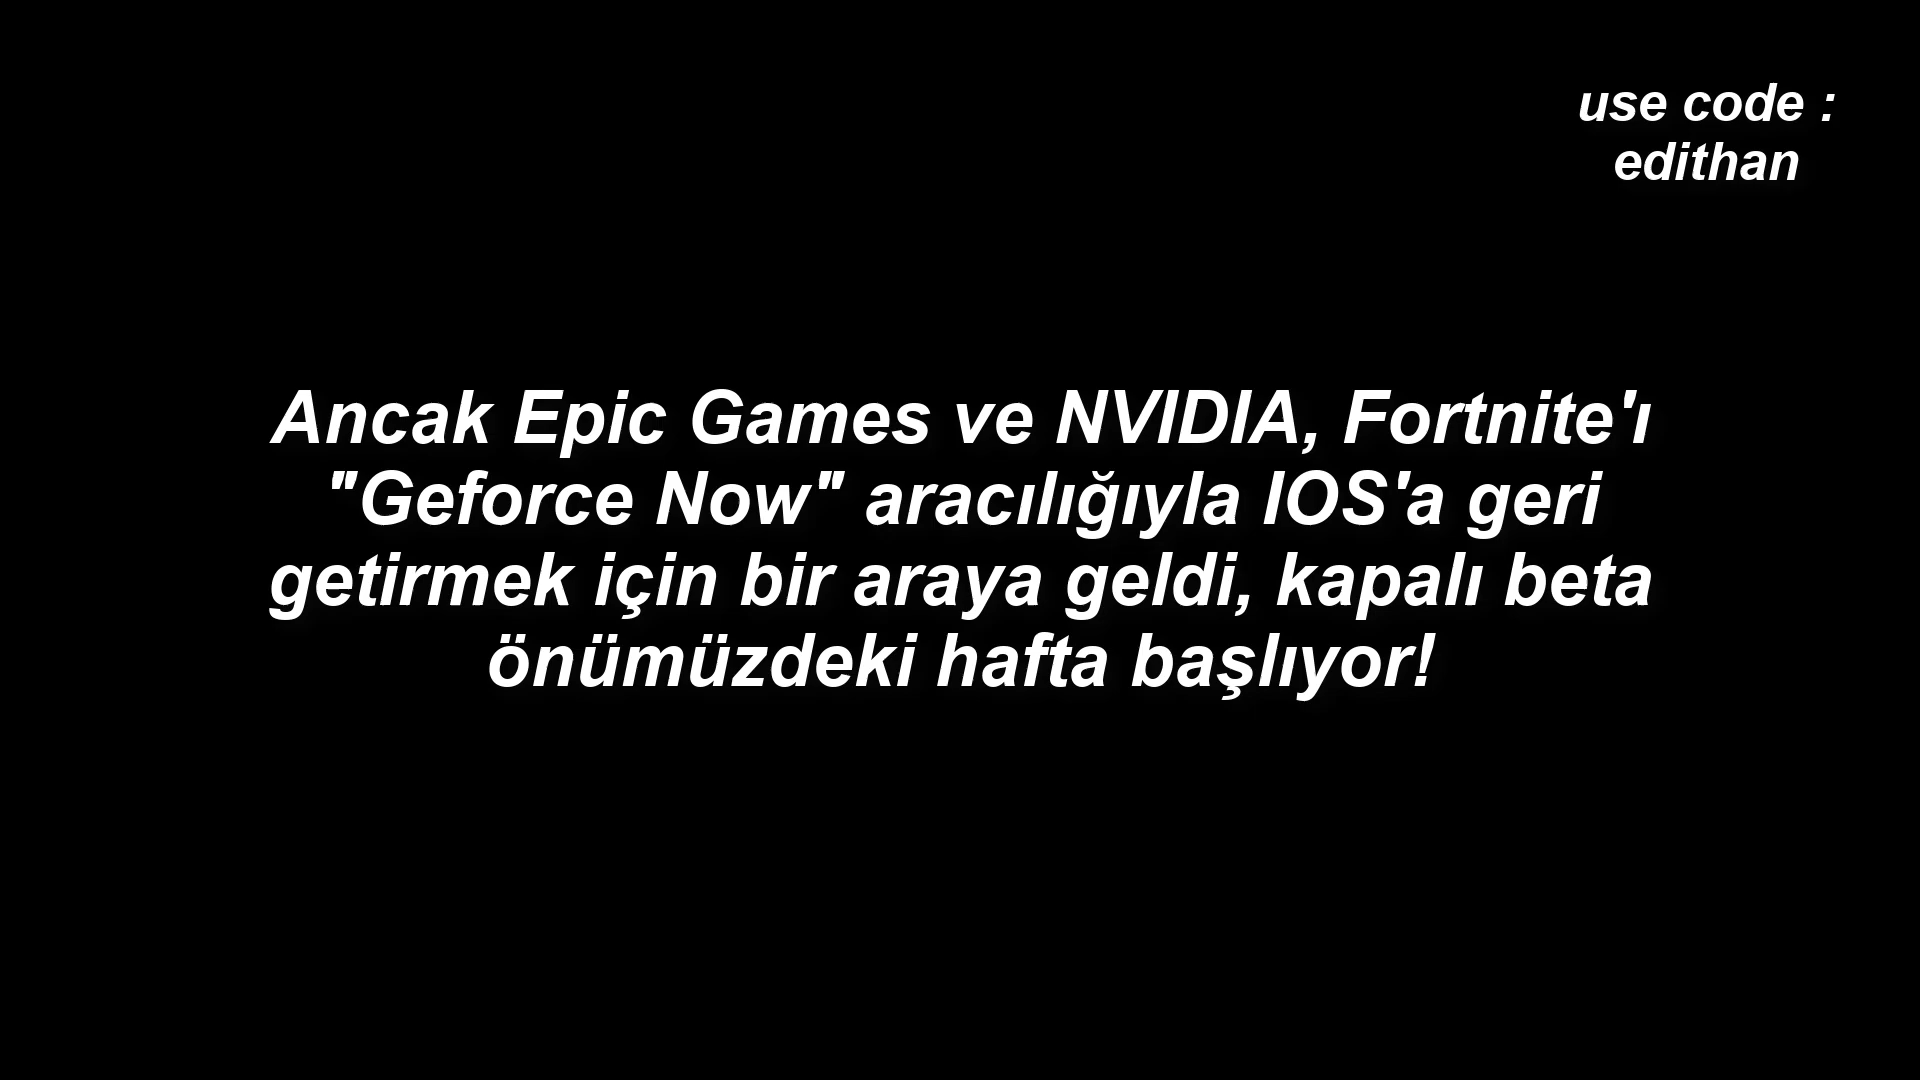 use code :
edithan
Ancak Epic Games ve NVIDIA, Fortnite'ı
"Geforce Now" aracılığıyla IOS'a geri
getirmek için bir araya geldi, kapalı beta
önümüzdeki hafta başlıyor!